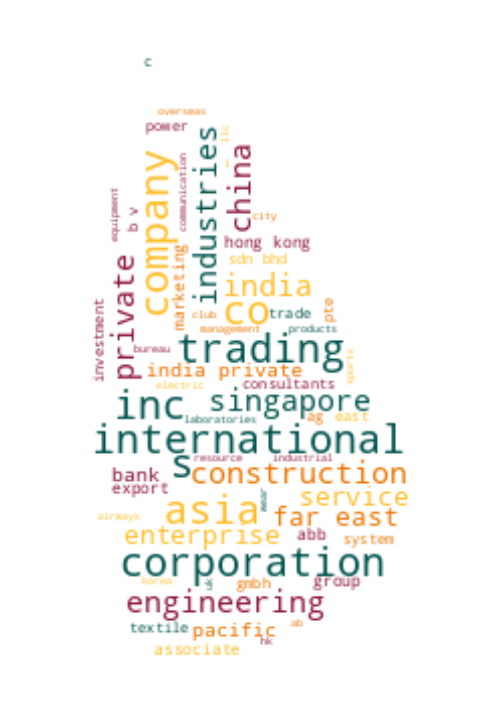 c
overseas
power
llc
industries
china
company
communication
equipment
b v
city
hong kong
sdn bhd
marketing
private
india
co
trade
pte
investment
club
management
products
trading
bureau
sports
india private
electric
consultants
inc
singapore
laboratories
ag
east
international
s
resource
industrial
construction
bank
export
service
wear
asia
far east
airways
enterprise
abb
system
corporation
korea
uk
gmbh
group
engineering
textile
pacific
ab
hk
associate